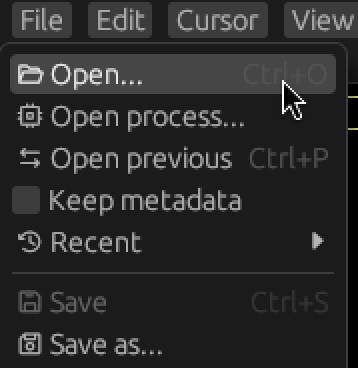 File Edit Cursor View
Open... Ctrl+O
Open process...
Open previous Ctrl+P
Keep metadata
Recent
Save Ctrl+S
Save as...